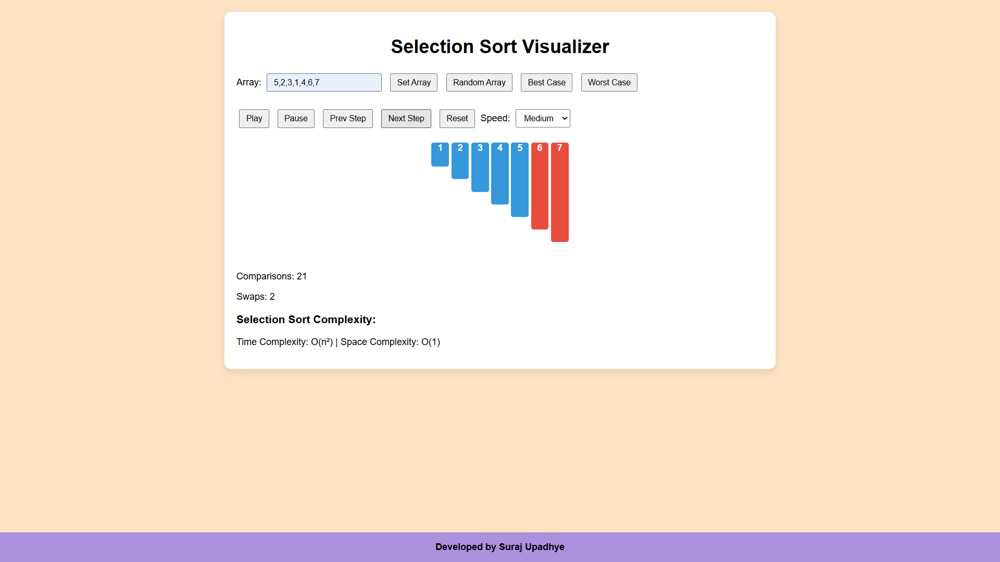 Selection Sort Visualizer
Array: 5,2,3,1,4,6,7 Set Array Random Array Best Case Worst Case
Play Pause Prev Step Next Step Reset Speed: Medium
1 2 3 4 5 6 7
Comparisons: 21
Swaps: 2
Selection Sort Complexity:
Time Complexity: O(n²) | Space Complexity: O(1)
Developed by Suraj Upadhye